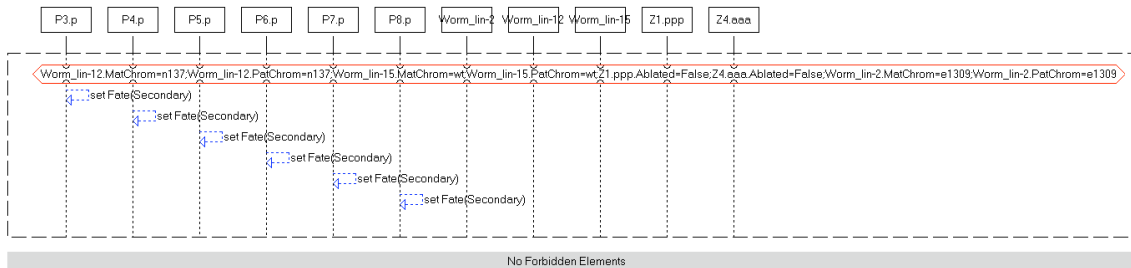 P3.p P4.p P5.p P6.p P7.p P8.p Worm_lin-2 Worm_lin-12 Worm_lin-15 Z1.ppp Z4.aaa
Worm_lin-12.MatChrom=n137;Worm_lin-12.PatChrom=n137;Worm_lin-15.MatChrom=wt;Worm_lin-15.PatChrom=wt;Z1.ppp.Ablated=False;Z4.aaa.Ablated=False;Worm_lin-2.MatChrom=e1309;Worm_lin-2.PatChrom=e1309
set Fate(Secondary)
set Fate(Secondary)
set Fate(Secondary)
set Fate(Secondary)
set Fate(Secondary)
set Fate(Secondary)
No Forbidden Elements